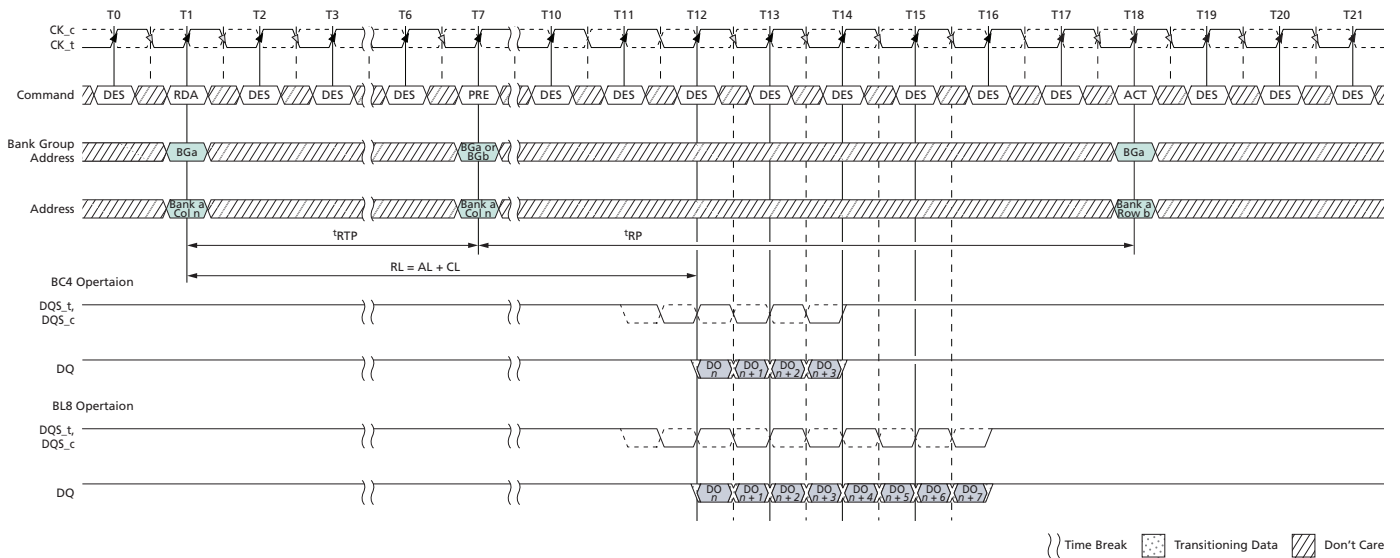 T0 T1 T2 T3 T6 T7 T10 T11 T12 T13 T14 T15 T16 T17 T18 T19 T20 T21
CK_c
CK_t
Command DES RDA DES DES DES PRE DES DES DES DES DES DES DES DES ACT DES DES DES
Bank Group
Address
BGa
BGa or
BGb
BGa
Address
Bank a
Col n
Bank a
Col n
Bank a
Row b
tRTP tRP
RL = AL + CL
BC4 Opertaion
DQS_t,
DQS_c
DQ
DO
n
DO
n + 1
DO
n + 2
DO
n + 3
BL8 Opertaion
DQS_t,
DQS_c
DQ
DO
n
DO
n + 1
DO
n + 2
DO
n + 3
DO
n + 4
DO
n + 5
DO
n + 6
DO
n + 7
Time Break Transitioning Data Don't Care